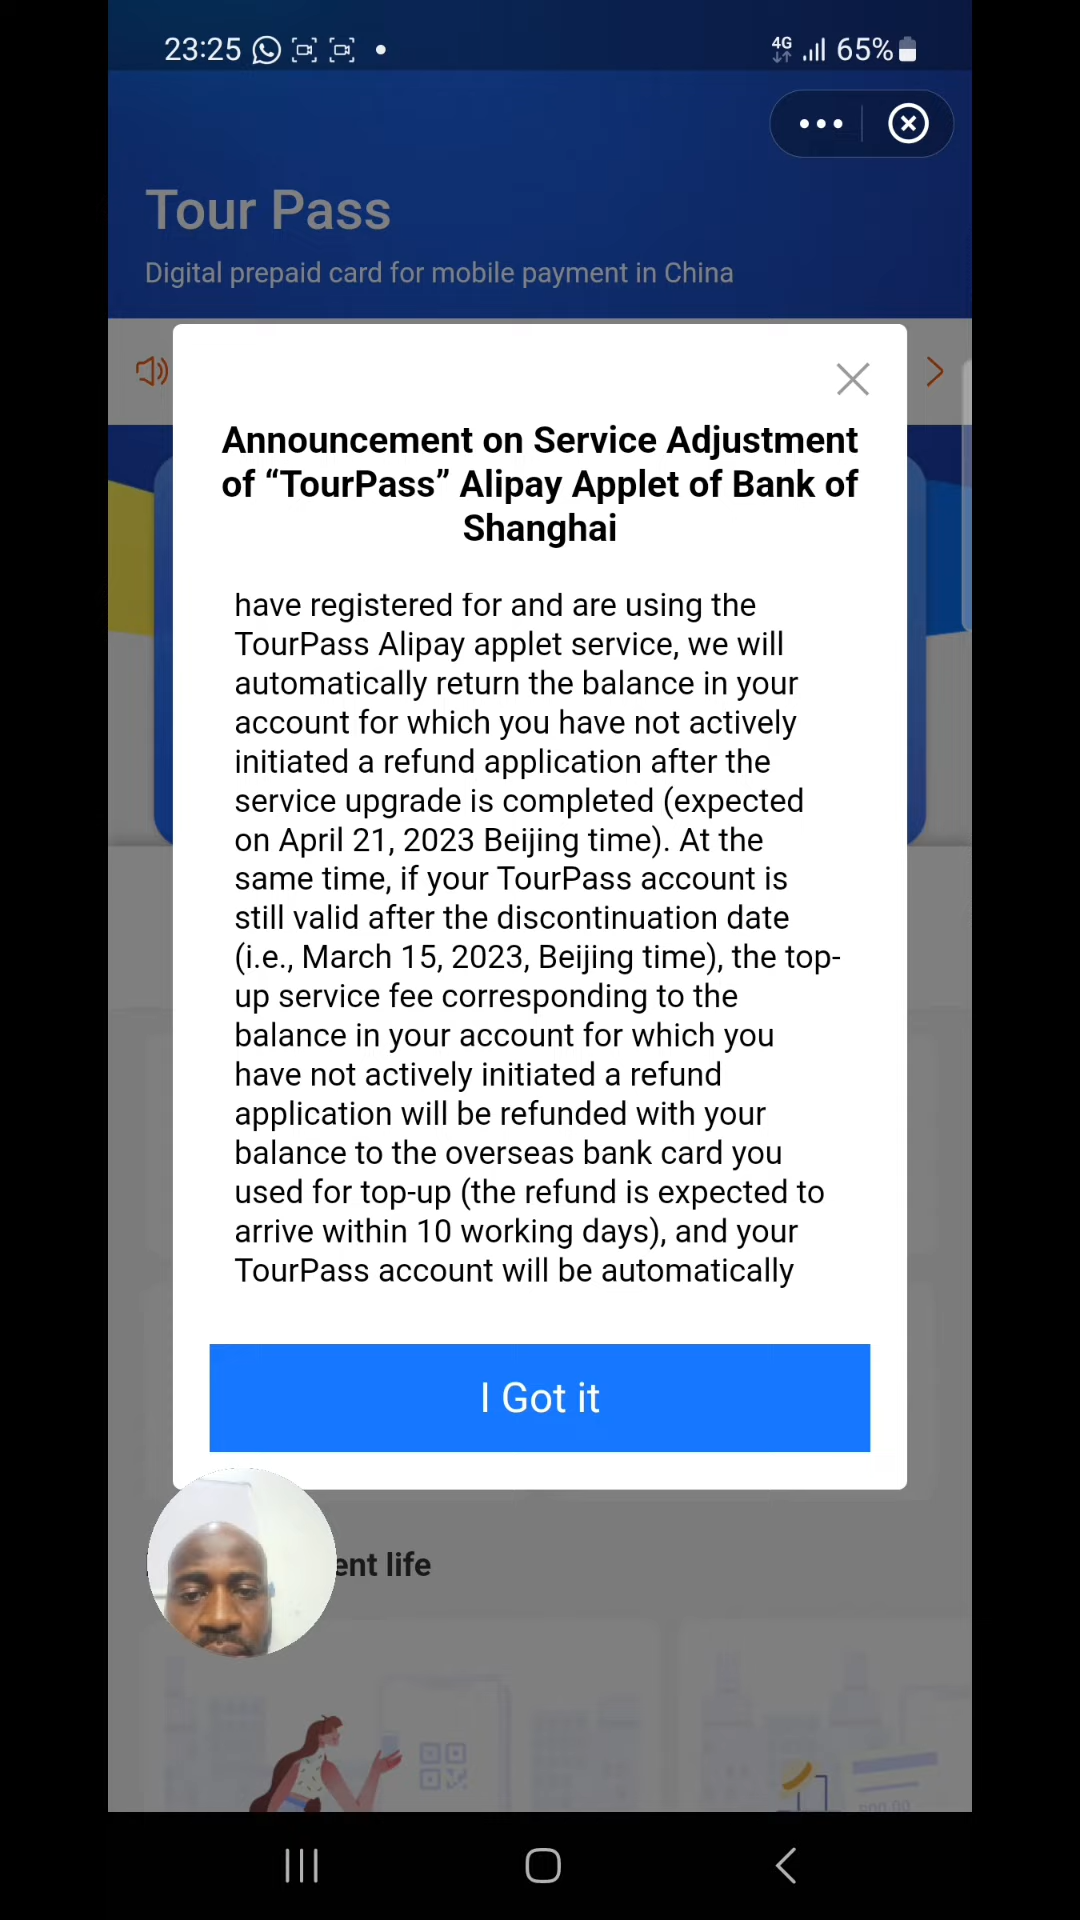 23:25
4G
65%
Tour Pass
Digital prepaid card for mobile payment in China
Announcement on Service Adjustment
of “TourPass” Alipay Applet of Bank of
Shanghai
have registered for and are using the
TourPass Alipay applet service, we will
automatically return the balance in your
account for which you have not actively
initiated a refund application after the
service upgrade is completed (expected
on April 21, 2023 Beijing time). At the
same time, if your TourPass account is
still valid after the discontinuation date
(i.e., March 15, 2023, Beijing time), the top-
up service fee corresponding to the
balance in your account for which you
have not actively initiated a refund
application will be refunded with your
balance to the overseas bank card you
used for top-up (the refund is expected to
arrive within 10 working days), and your
TourPass account will be automatically
I Got it
ent life